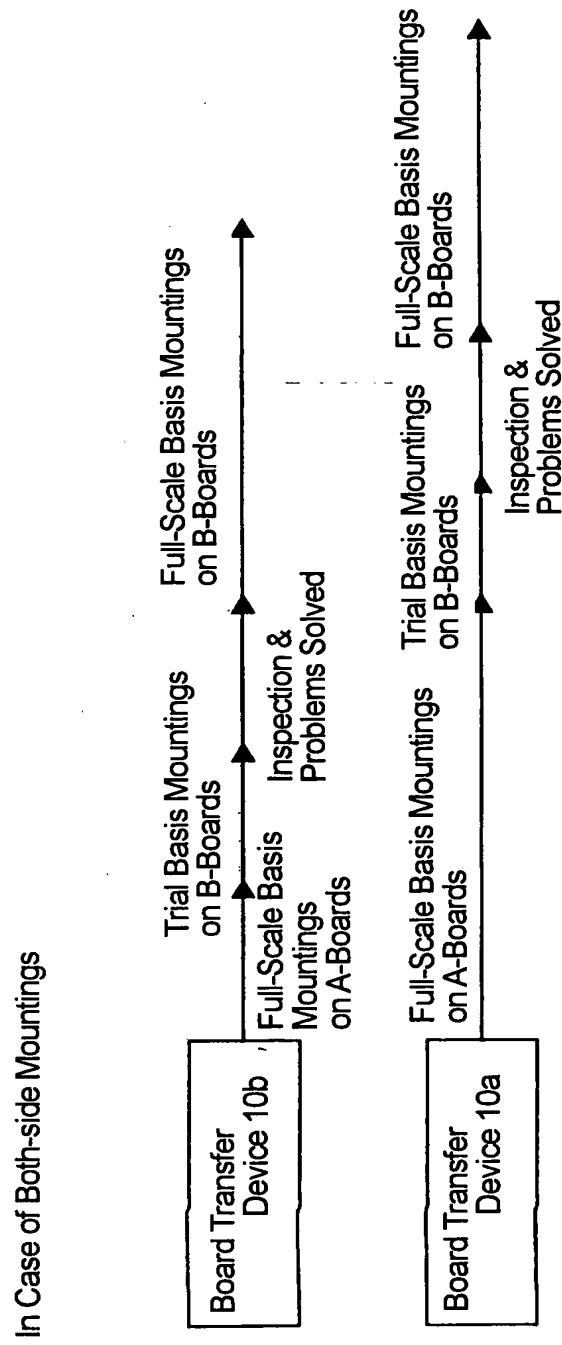 In Case of Both-side Mountings
Board Transfer
Device 10b
Trial Basis Mountings
on B-Boards
Full-Scale Basis Mountings
on B-Boards
Full-Scale Basis
Mountings
on A-Boards
Inspection &
Problems Solved
Board Transfer
Device 10a
Full-Scale Basis Mountings
on A-Boards
Trial Basis Mountings
on B-Boards
Full-Scale Basis Mountings
on B-Boards
Inspection &
Problems Solved